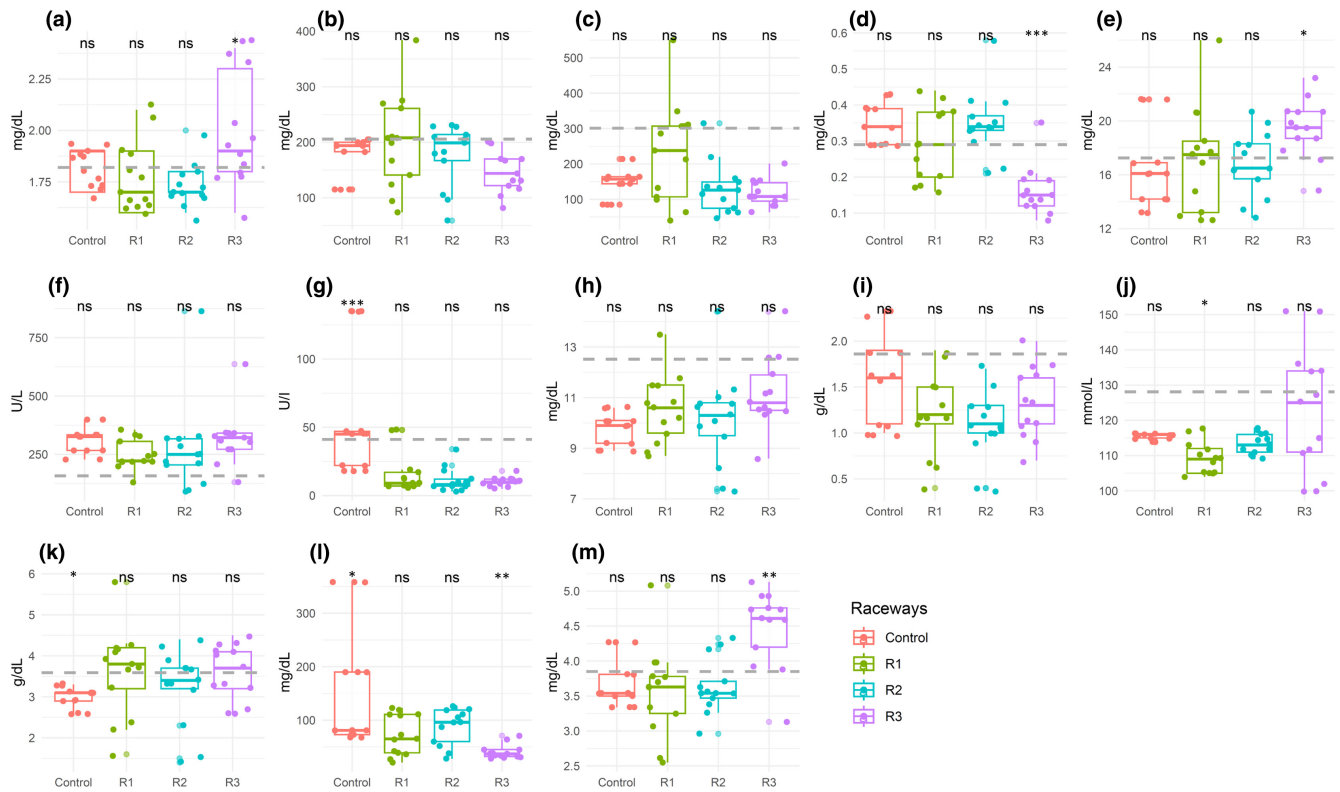 (a) (b) (c) (d) (e)
mg/dL 2.25 2.00 1.75 ns ns ns * Control R1 R2 R3
mg/dL 400 300 200 100 ns ns ns ns Control R1 R2 R3
mg/dL 500 400 300 200 100 ns ns ns ns Control R1 R2 R3
mg/dL 0.6 0.5 0.4 0.3 0.2 0.1 ns ns ns *** Control R1 R2 R3
mg/dL 24 20 16 12 ns ns ns * Control R1 R2 R3
(f) (g) (h) (i) (j)
U/L 750 500 250 ns ns ns ns Control R1 R2 R3
U/l 100 50 0 *** ns ns ns Control R1 R2 R3
mg/dL 13 11 9 7 ns ns ns ns Control R1 R2 R3
g/dL 2.0 1.5 1.0 0.5 ns ns ns ns Control R1 R2 R3
mmol/L 150 140 130 120 110 100 ns * ns ns Control R1 R2 R3
(k) (l) (m)
g/dL 6 5 4 3 2 * ns ns ns Control R1 R2 R3
mg/dL 300 200 100 * ns ns ** Control R1 R2 R3
mg/dL 5.0 4.5 4.0 3.5 3.0 2.5 ns ns ns ** Control R1 R2 R3
Raceways
Control
R1
R2
R3